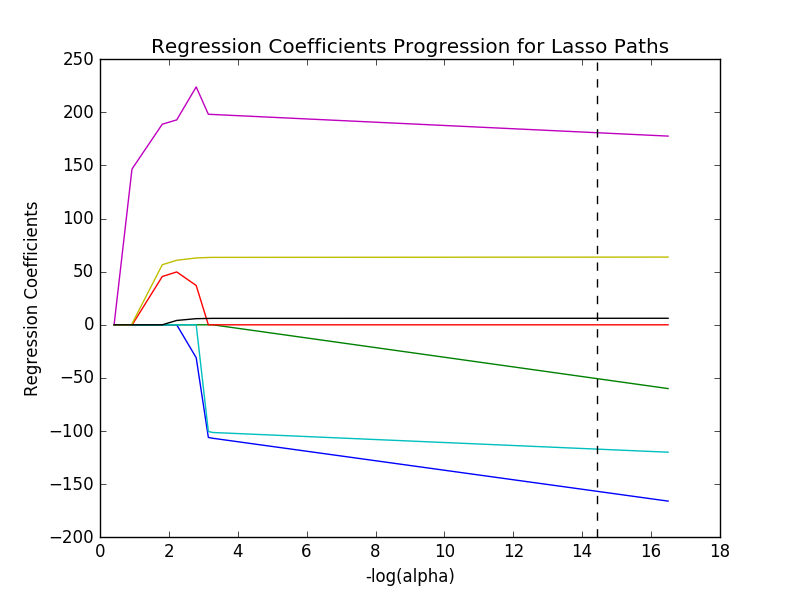 Regression Coefficients Progression for Lasso Paths
250
200
150
100
50
0
−50
−100
−150
−200
Regression Coefficients
0 2 4 6 8 10 12 14 16 18
-log(alpha)